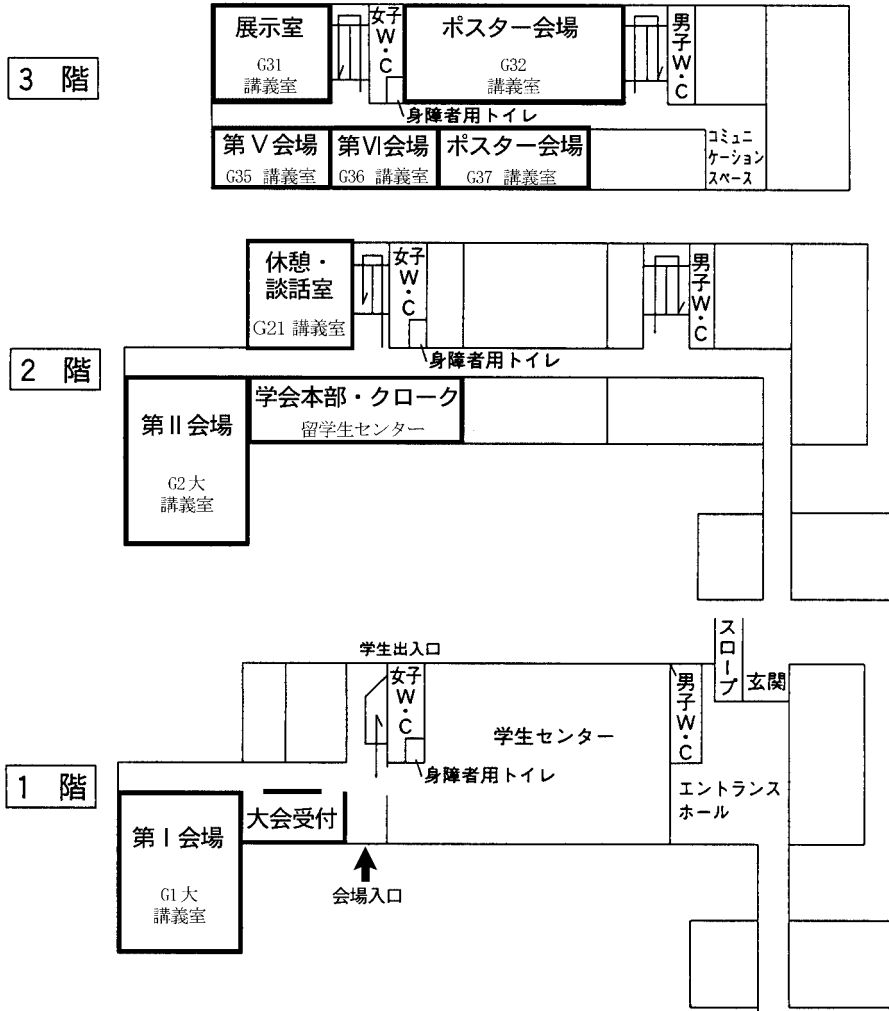 3 階
展示室
G31
講義室
女子W・C
ポスター会場
G32
講義室
男子W・C
身障者用トイレ
第Ⅴ会場
G35 講義室
第Ⅵ会場
G36 講義室
ポスター会場
G37 講義室
コミュニ
ケーション
スペース
2 階
休憩・
談話室
G21 講義室
女子W・C
男子W・C
身障者用トイレ
第Ⅱ会場
G2大
講義室
学会本部・クローク
留学生センター
1 階
学生出入口
女子W・C
身障者用トイレ
学生センター
男子W・C
スロープ
玄関
エントランス
ホール
第Ⅰ会場
G1大
講義室
大会受付
会場入口